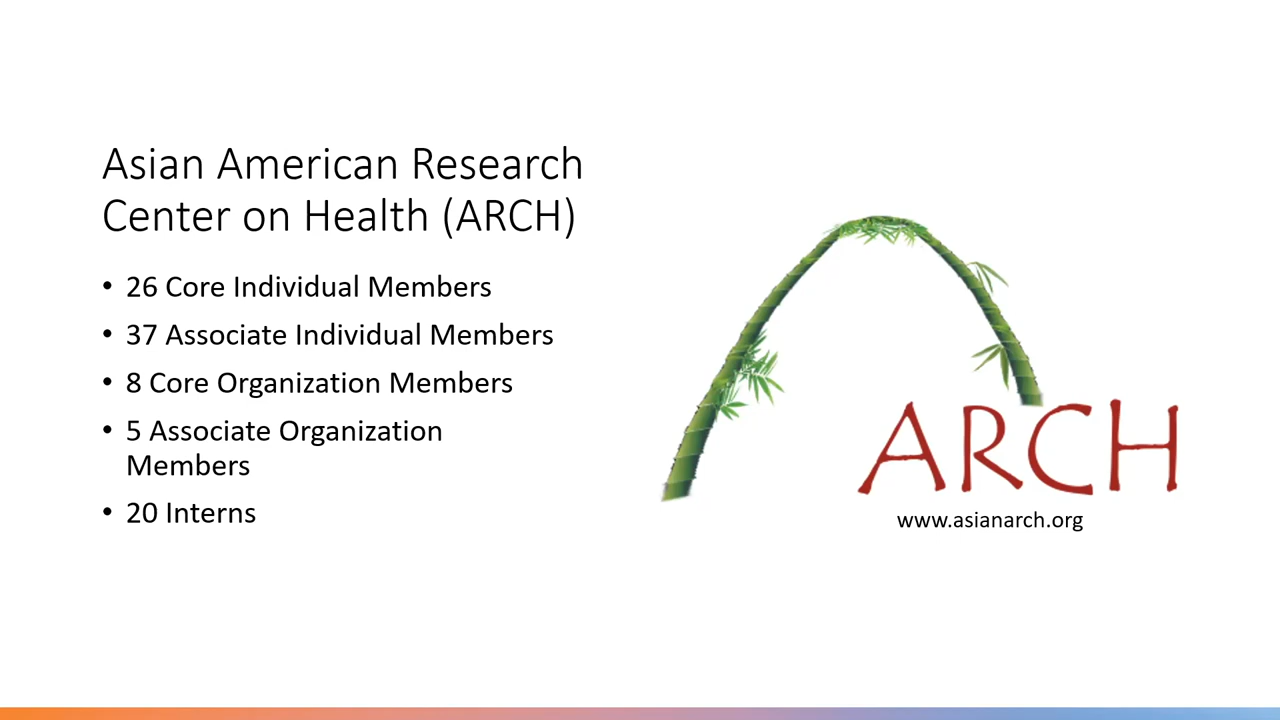 Asian American Research
Center on Health (ARCH)
• 26 Core Individual Members
• 37 Associate Individual Members
• 8 Core Organization Members
• 5 Associate Organization
Members
• 20 Interns
ARCH
www.asianarch.org